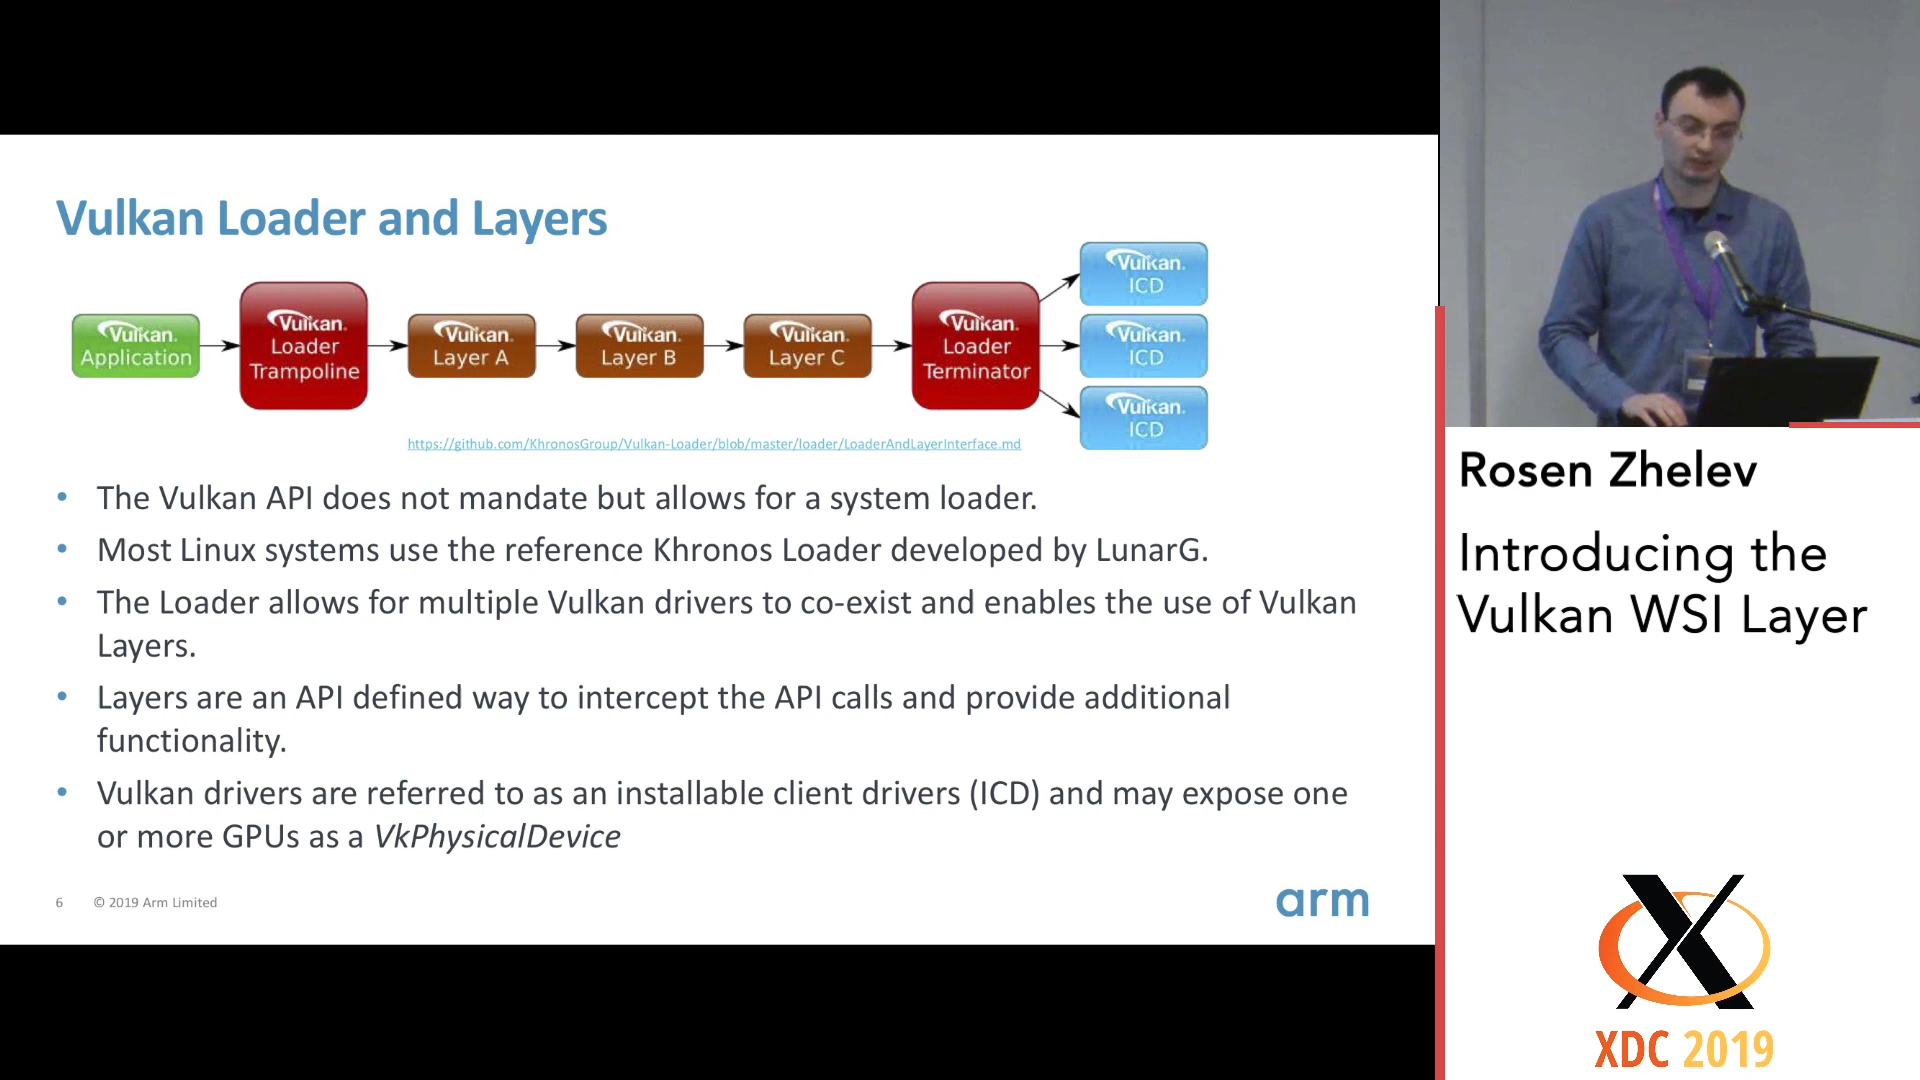 Vulkan Loader and Layers
Vulkan.
Application
Vulkan.
Loader
Trampoline
Vulkan.
Layer A
Vulkan.
Layer B
Vulkan.
Layer C
Vulkan.
Loader
Terminator
Vulkan.
ICD
Vulkan.
ICD
Vulkan.
ICD
https://github.com/KhronosGroup/Vulkan-Loader/blob/master/loader/LoaderAndLayerInterface.md
• The Vulkan API does not mandate but allows for a system loader.
• Most Linux systems use the reference Khronos Loader developed by LunarG.
• The Loader allows for multiple Vulkan drivers to co-exist and enables the use of Vulkan
Layers.
• Layers are an API defined way to intercept the API calls and provide additional
functionality.
• Vulkan drivers are referred to as an installable client drivers (ICD) and may expose one
or more GPUs as a VkPhysicalDevice
6 © 2019 Arm Limited
arm
Rosen Zhelev
Introducing the
Vulkan WSI Layer
X
XDC 2019